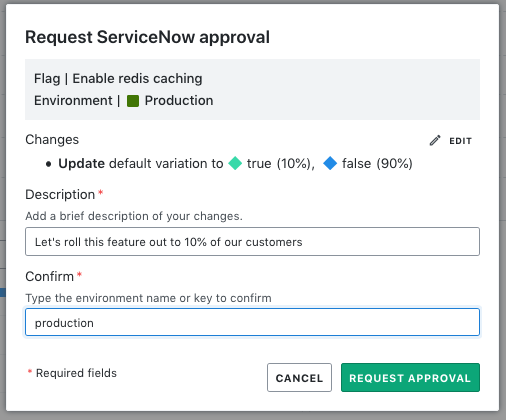 Request ServiceNow approval
Flag | Enable redis caching
Environment | Production
Changes
EDIT
• Update default variation to true (10%), false (90%)
Description *
Add a brief description of your changes.
Let's roll this feature out to 10% of our customers
Confirm *
Type the environment name or key to confirm
production
* Required fields
CANCEL
REQUEST APPROVAL